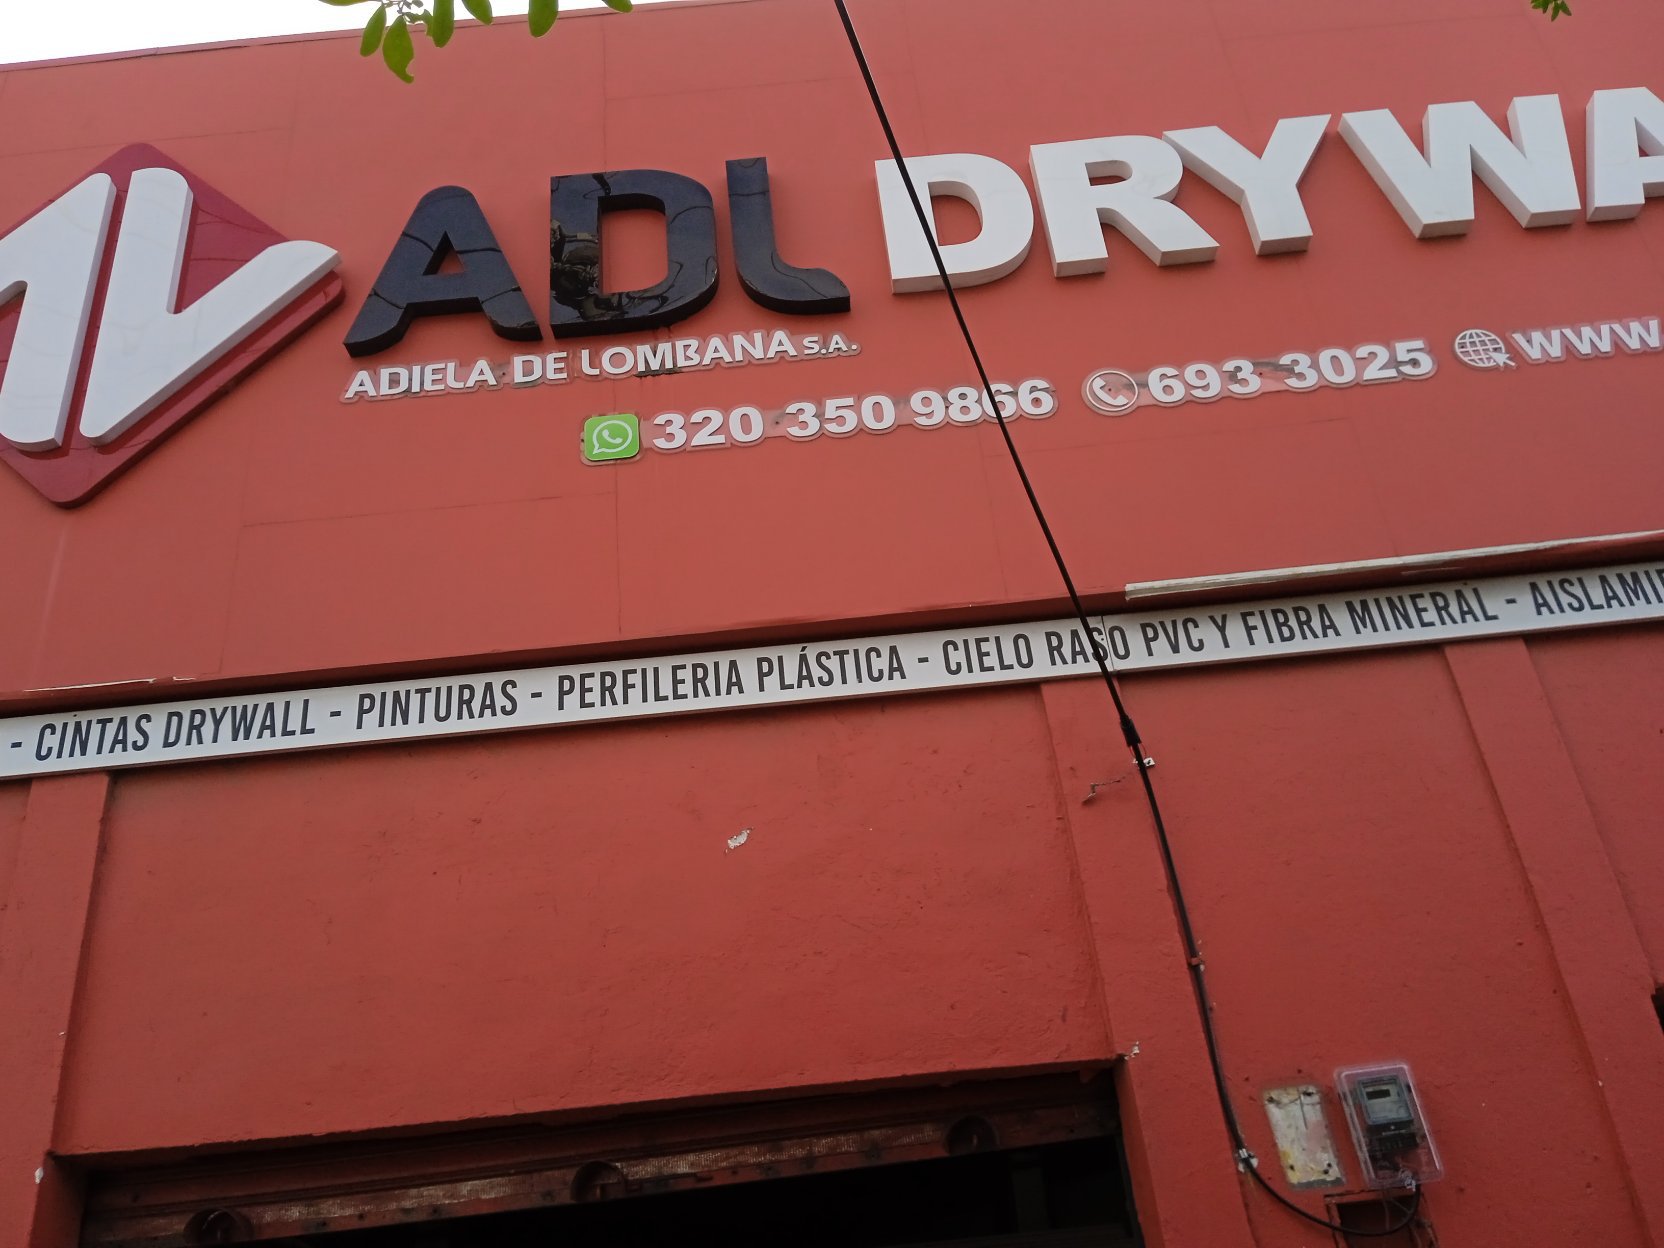 ADL DRYWA
ADIELA DE LOMBANA S.A.
320 350 9866 693 3025 WWW.
- CINTAS DRYWALL - PINTURAS - PERFILERIA PLÁSTICA - CIELO RASO PVC Y FIBRA MINERAL - AISLAMIE